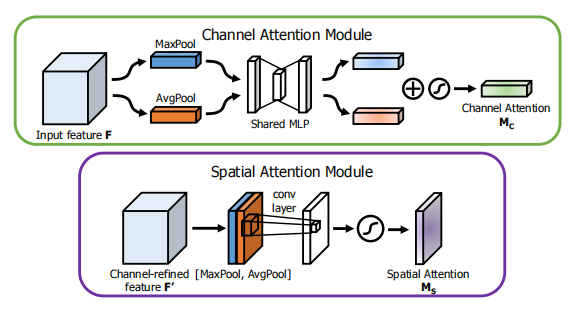 Channel Attention Module
MaxPool
AvgPool
Input feature F
Shared MLP
Channel Attention
Mc
Spatial Attention Module
conv
layer
Channel-refined
feature F'
[MaxPool, AvgPool]
Spatial Attention
Ms